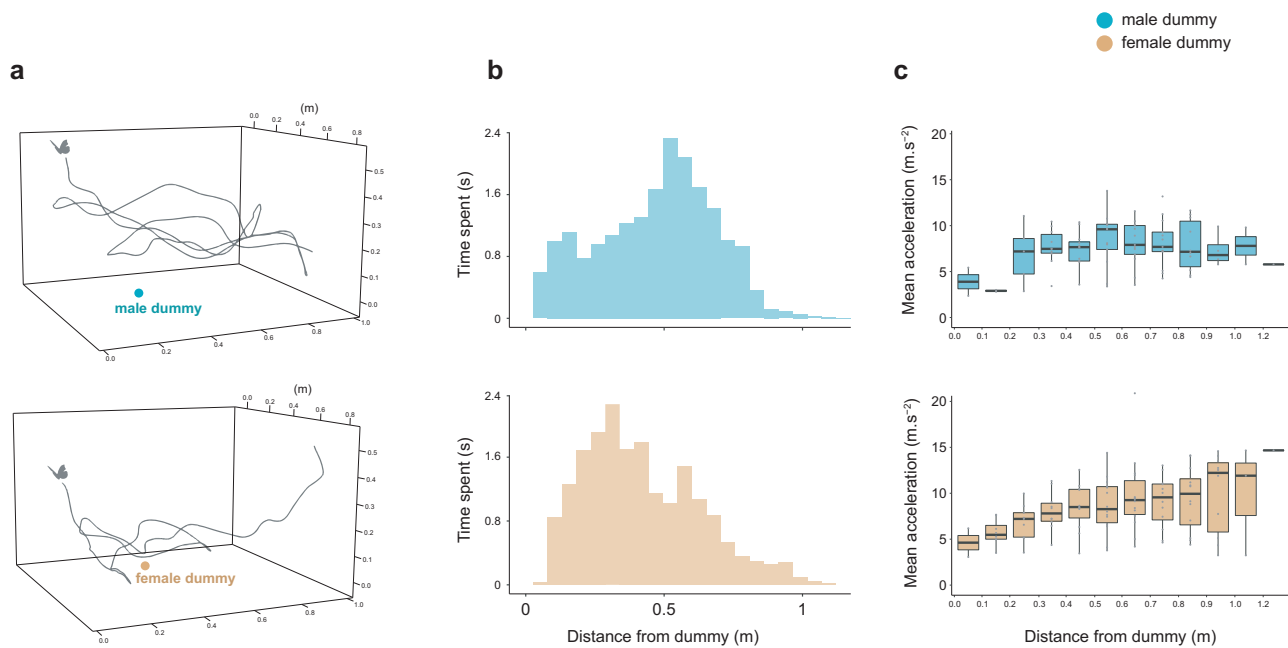 male dummy
female dummy
a
b
c
(m)
0.0 0.2 0.4 0.6 0.8
0.5
0.4
0.3
0.2
0.1
0.0
0.0 0.2 0.4 0.6 0.8 1.0
male dummy
Time spent (s)
2.4
1.6
0.8
0
Mean acceleration (m.s⁻²)
20
15
10
5
0
0.0 0.1 0.2 0.3 0.4 0.5 0.6 0.7 0.8 0.9 1.0 1.2
(m)
0.0 0.2 0.4 0.6 0.8
0.5
0.4
0.3
0.2
0.1
0.0
0.0 0.2 0.4 0.6 0.8 1.0
female dummy
Time spent (s)
2.4
1.6
0.8
0
0 0.5 1
Distance from dummy (m)
Mean acceleration (m.s⁻²)
20
15
10
5
0
0.0 0.1 0.2 0.3 0.4 0.5 0.6 0.7 0.8 0.9 1.0 1.2
Distance from dummy (m)